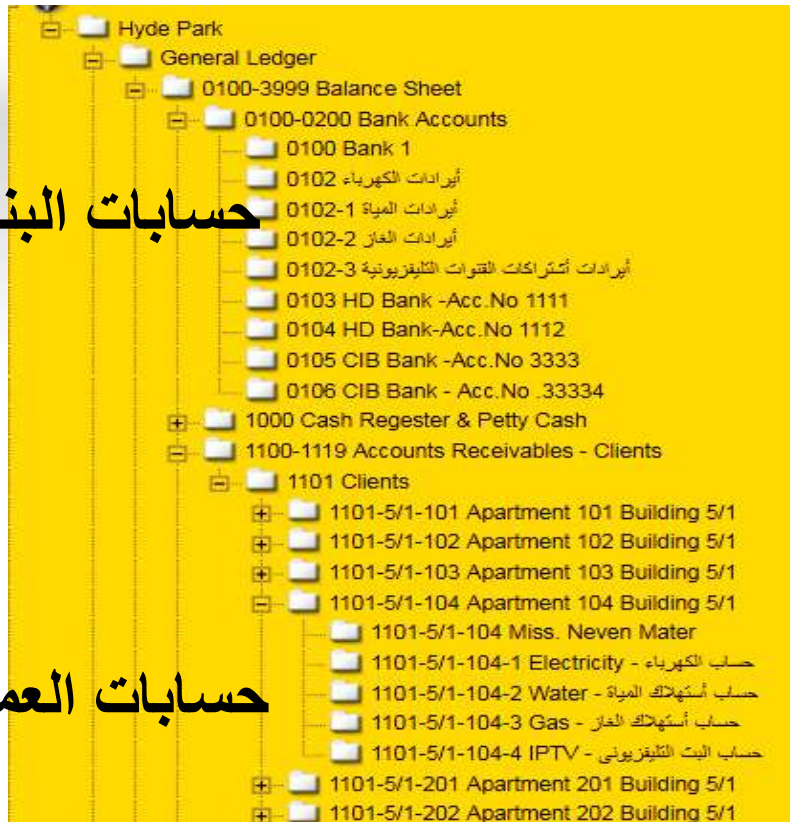 Hyde Park
General Ledger
0100-3999 Balance Sheet
0100-0200 Bank Accounts
0100 Bank 1
أيرادات الكهرباء 0102
أيرادات المياة 1-0102
أيرادات الغاز 2-0102
أيرادات أشتراكات القنوات التليفزيونية 3-0102
0103 HD Bank -Acc.No 1111
0104 HD Bank-Acc.No 1112
0105 CIB Bank -Acc.No 3333
0106 CIB Bank - Acc.No .33334
1000 Cash Regester & Petty Cash
1100-1119 Accounts Receivables - Clients
1101 Clients
1101-5/1-101 Apartment 101 Building 5/1
1101-5/1-102 Apartment 102 Building 5/1
1101-5/1-103 Apartment 103 Building 5/1
1101-5/1-104 Apartment 104 Building 5/1
1101-5/1-104 Miss. Neven Mater
1101-5/1-104-1 Electricity - حساب الكهرباء
1101-5/1-104-2 Water - حساب أستهلاك المياة
1101-5/1-104-3 Gas - حساب أستهلاك الغاز
1101-5/1-104-4 IPTV - حساب البت التليفزيونى
1101-5/1-201 Apartment 201 Building 5/1
1101-5/1-202 Apartment 202 Building 5/1
حسابات
حسابات